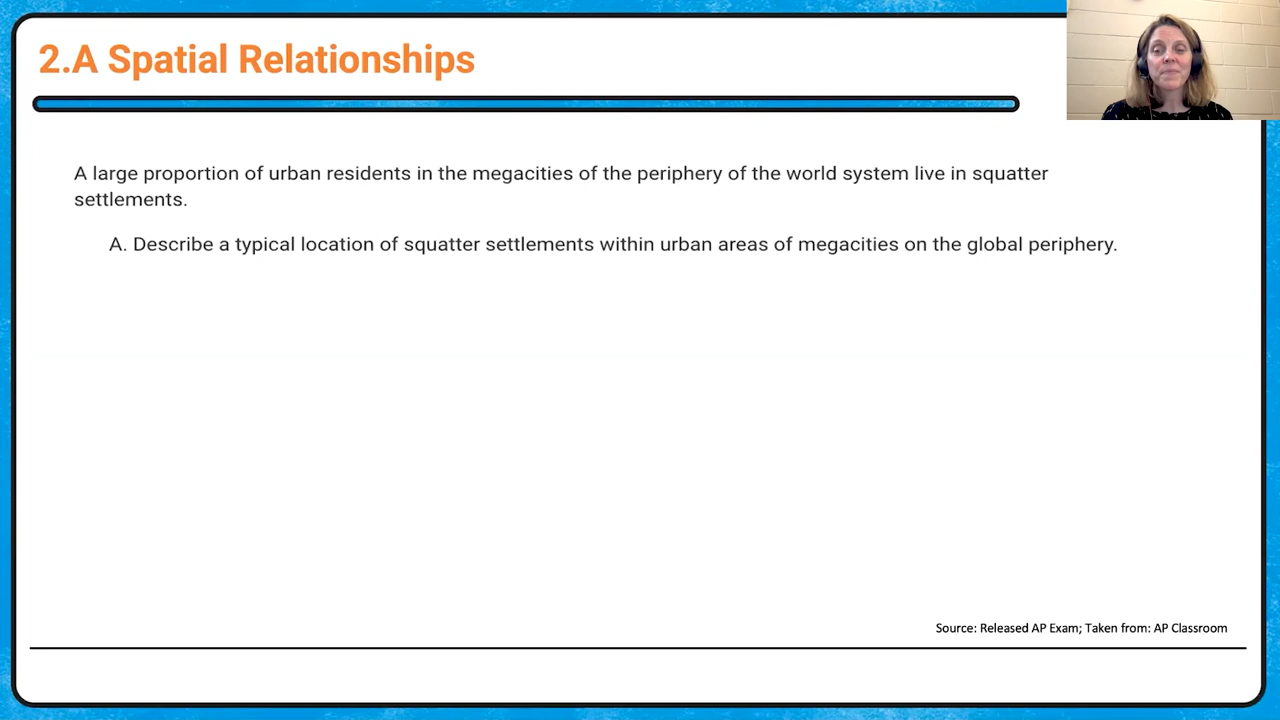 2.A Spatial Relationships
A large proportion of urban residents in the megacities of the periphery of the world system live in squatter
settlements.
A. Describe a typical location of squatter settlements within urban areas of megacities on the global periphery.
Source: Released AP Exam; Taken from: AP Classroom